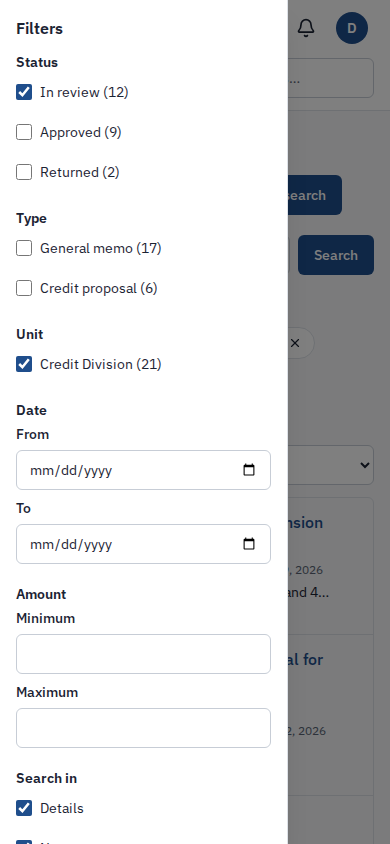 Filters
D
Status
In review (12)
...
Approved (9)
Returned (2)
search
Type
General memo (17)
Search
Credit proposal (6)
Unit
Credit Division (21)
Date
From
mm/dd/yyyy
To
mm/dd/yyyy
, 2026
Amount
and 4...
Minimum
Maximum
2, 2026
Search in
Details